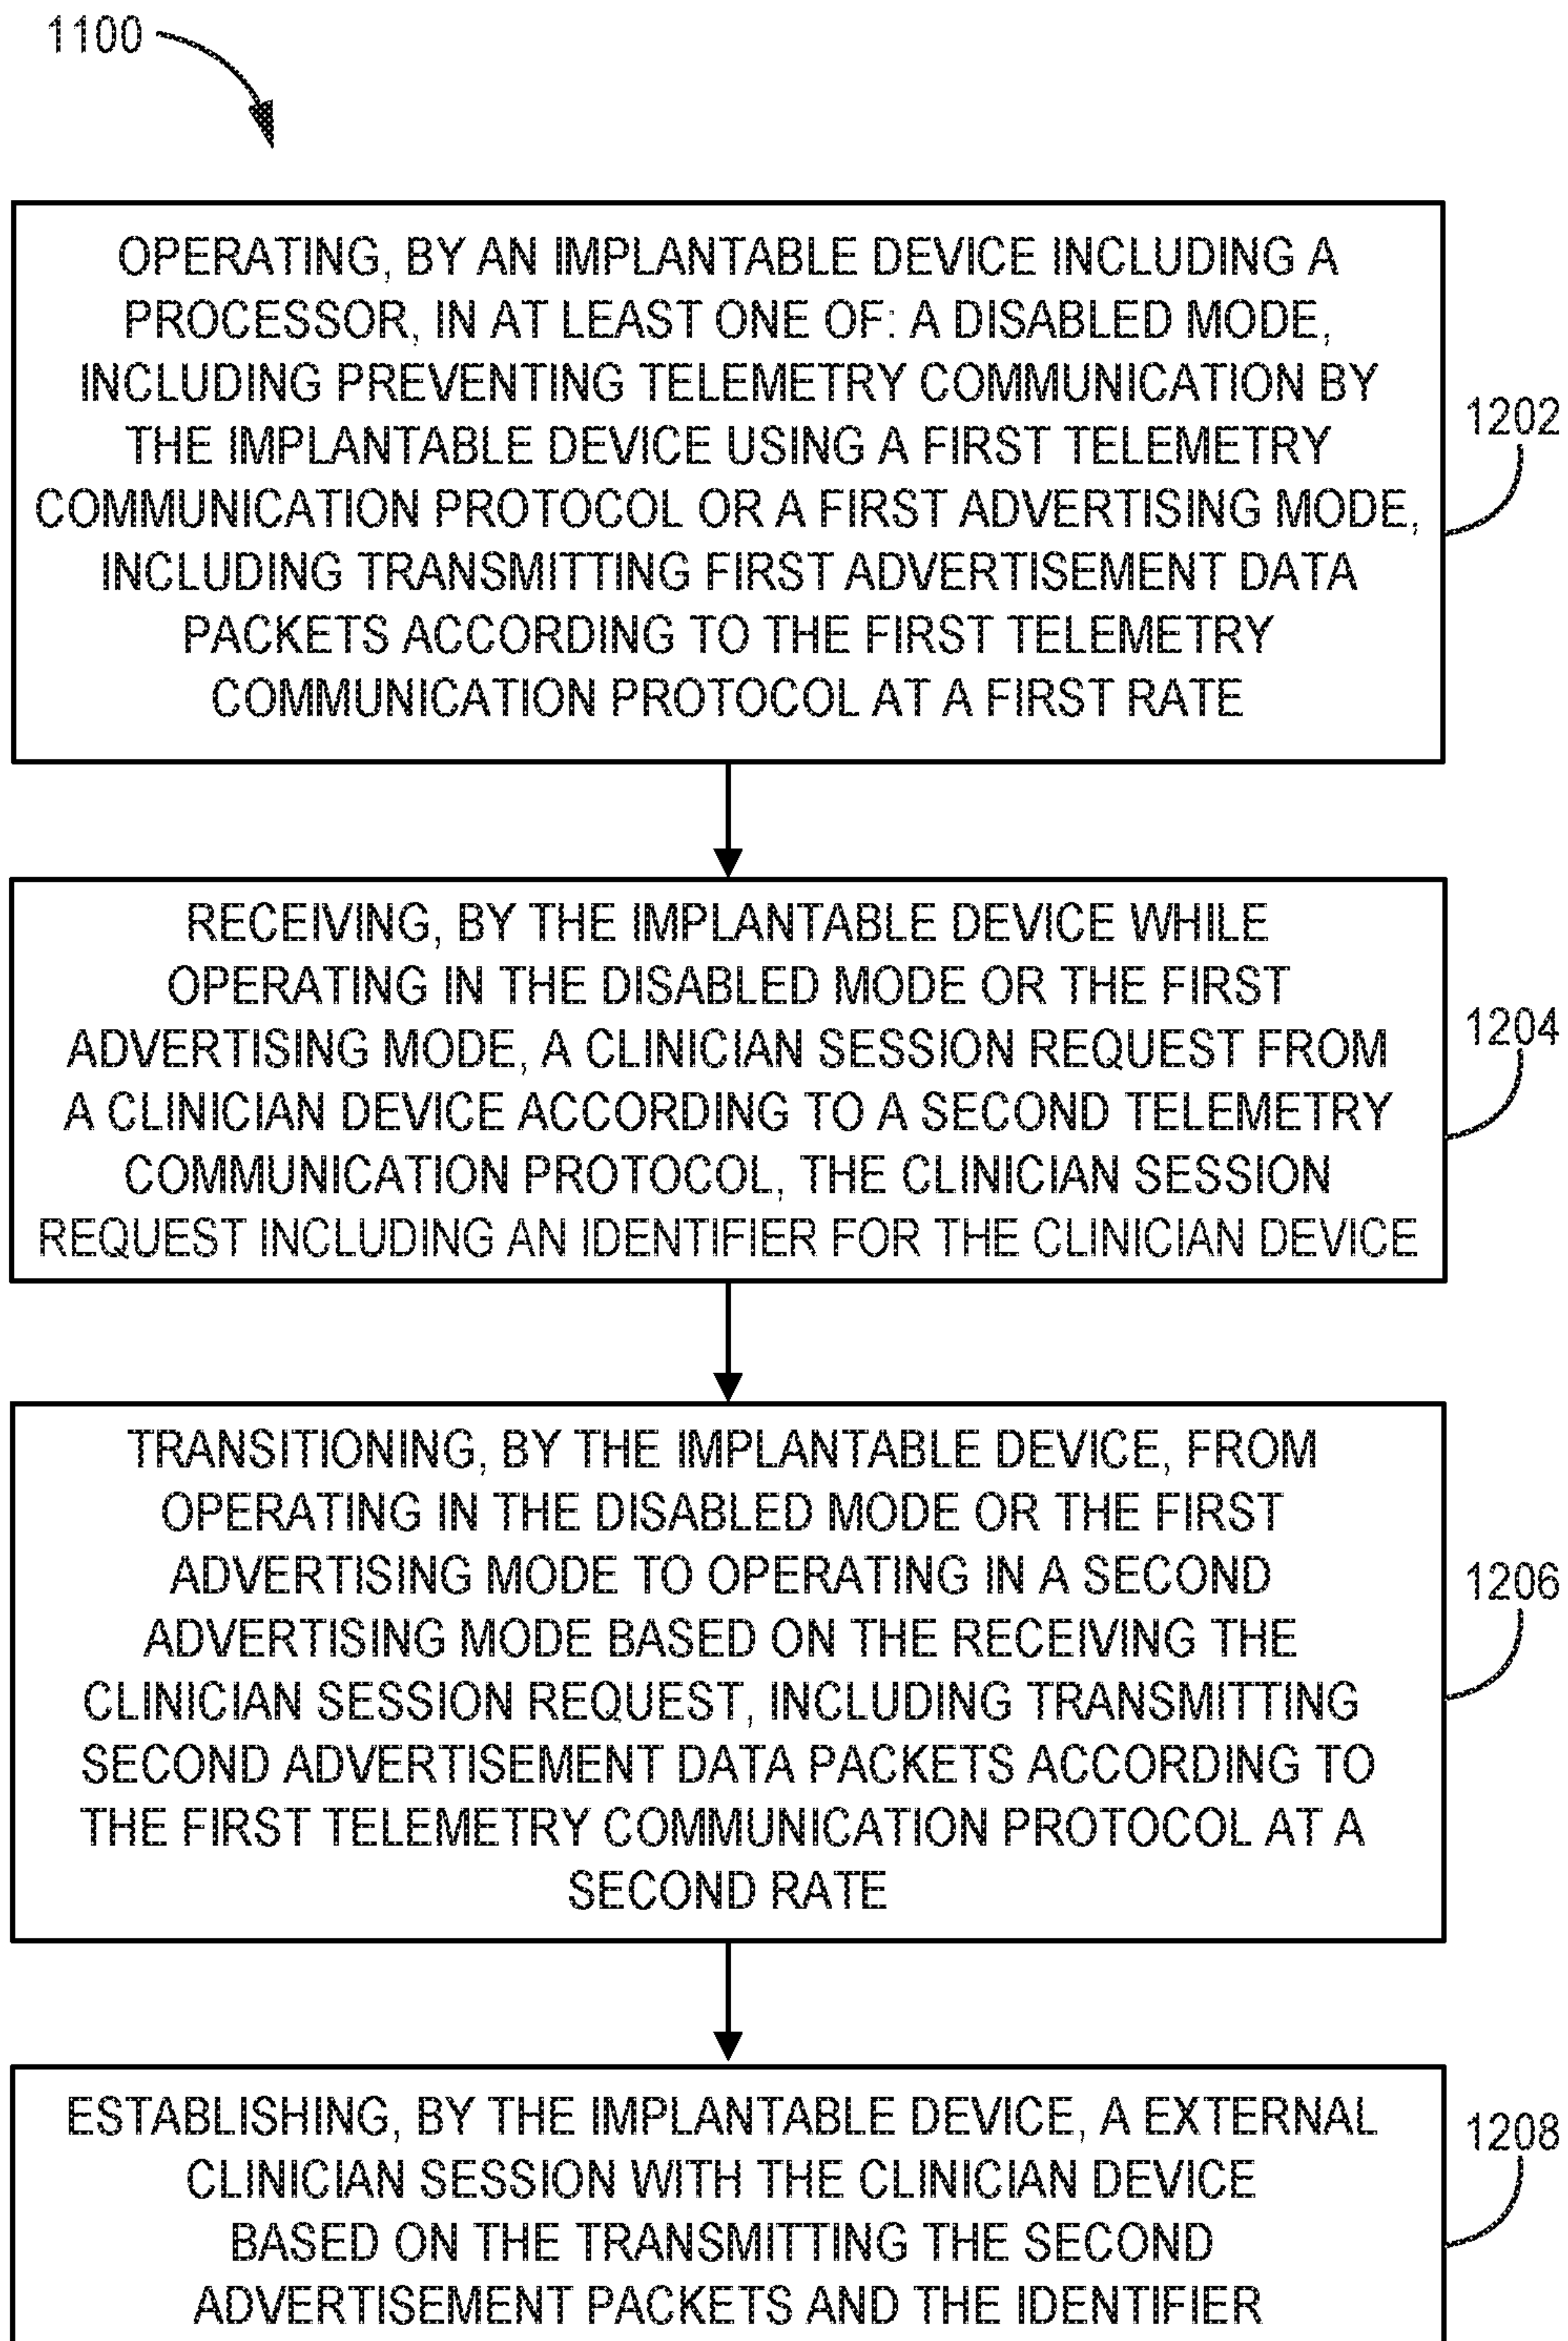 1100
OPERATING, BY AN IMPLANTABLE DEVICE INCLUDING A
PROCESSOR, IN AT LEAST ONE OF: A DISABLED MODE,
INCLUDING PREVENTING TELEMETRY COMMUNICATION BY
THE IMPLANTABLE DEVICE USING A FIRST TELEMETRY
COMMUNICATION PROTOCOL OR A FIRST ADVERTISING MODE,
INCLUDING TRANSMITTING FIRST ADVERTISEMENT DATA
PACKETS ACCORDING TO THE FIRST TELEMETRY
COMMUNICATION PROTOCOL AT A FIRST RATE
1202
RECEIVING, BY THE IMPLANTABLE DEVICE WHILE
OPERATING IN THE DISABLED MODE OR THE FIRST
ADVERTISING MODE, A CLINICIAN SESSION REQUEST FROM
A CLINICIAN DEVICE ACCORDING TO A SECOND TELEMETRY
COMMUNICATION PROTOCOL, THE CLINICIAN SESSION
REQUEST INCLUDING AN IDENTIFIER FOR THE CLINICIAN DEVICE
1204
TRANSITIONING, BY THE IMPLANTABLE DEVICE, FROM
OPERATING IN THE DISABLED MODE OR THE FIRST
ADVERTISING MODE TO OPERATING IN A SECOND
ADVERTISING MODE BASED ON THE RECEIVING THE
CLINICIAN SESSION REQUEST, INCLUDING TRANSMITTING
SECOND ADVERTISEMENT DATA PACKETS ACCORDING TO
THE FIRST TELEMETRY COMMUNICATION PROTOCOL AT A
SECOND RATE
1206
ESTABLISHING, BY THE IMPLANTABLE DEVICE, A EXTERNAL
CLINICIAN SESSION WITH THE CLINICIAN DEVICE
BASED ON THE TRANSMITTING THE SECOND
ADVERTISEMENT PACKETS AND THE IDENTIFIER
1208